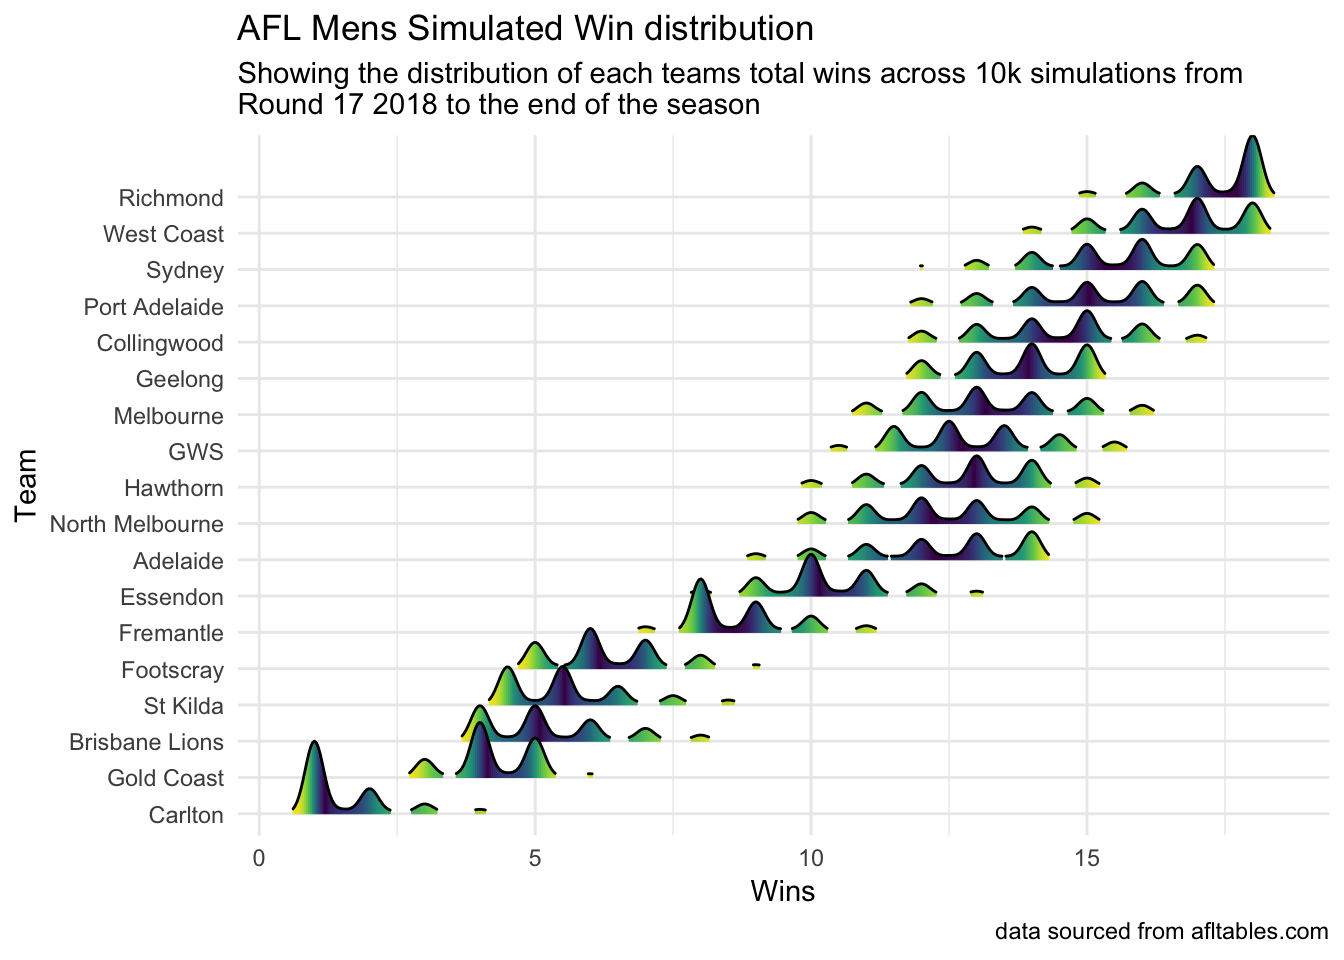 AFL Mens Simulated Win distribution
Showing the distribution of each teams total wins across 10k simulations from
Round 17 2018 to the end of the season
Team
Richmond
West Coast
Sydney
Port Adelaide
Collingwood
Geelong
Melbourne
GWS
Hawthorn
North Melbourne
Adelaide
Essendon
Fremantle
Footscray
St Kilda
Brisbane Lions
Gold Coast
Carlton
0 5 10 15
Wins
data sourced from afltables.com